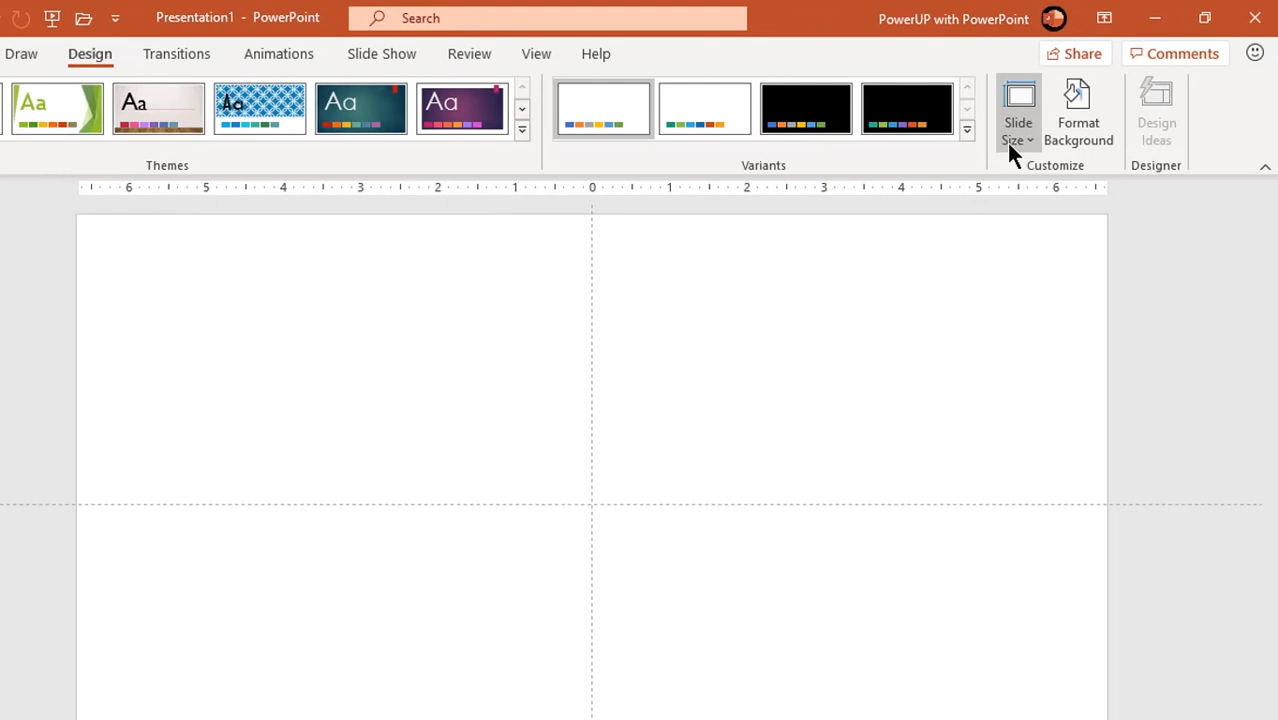 Presentation1 - PowerPoint
Search
PowerUP with PowerPoint
Draw Design Transitions Animations Slide Show Review View Help Share Comments
Aa Aa Aa Aa Aa
Slide Size
Format Background
Design Ideas
Themes Variants Customize Designer
6 5 4 3 2 1 0 1 2 3 4 5 6